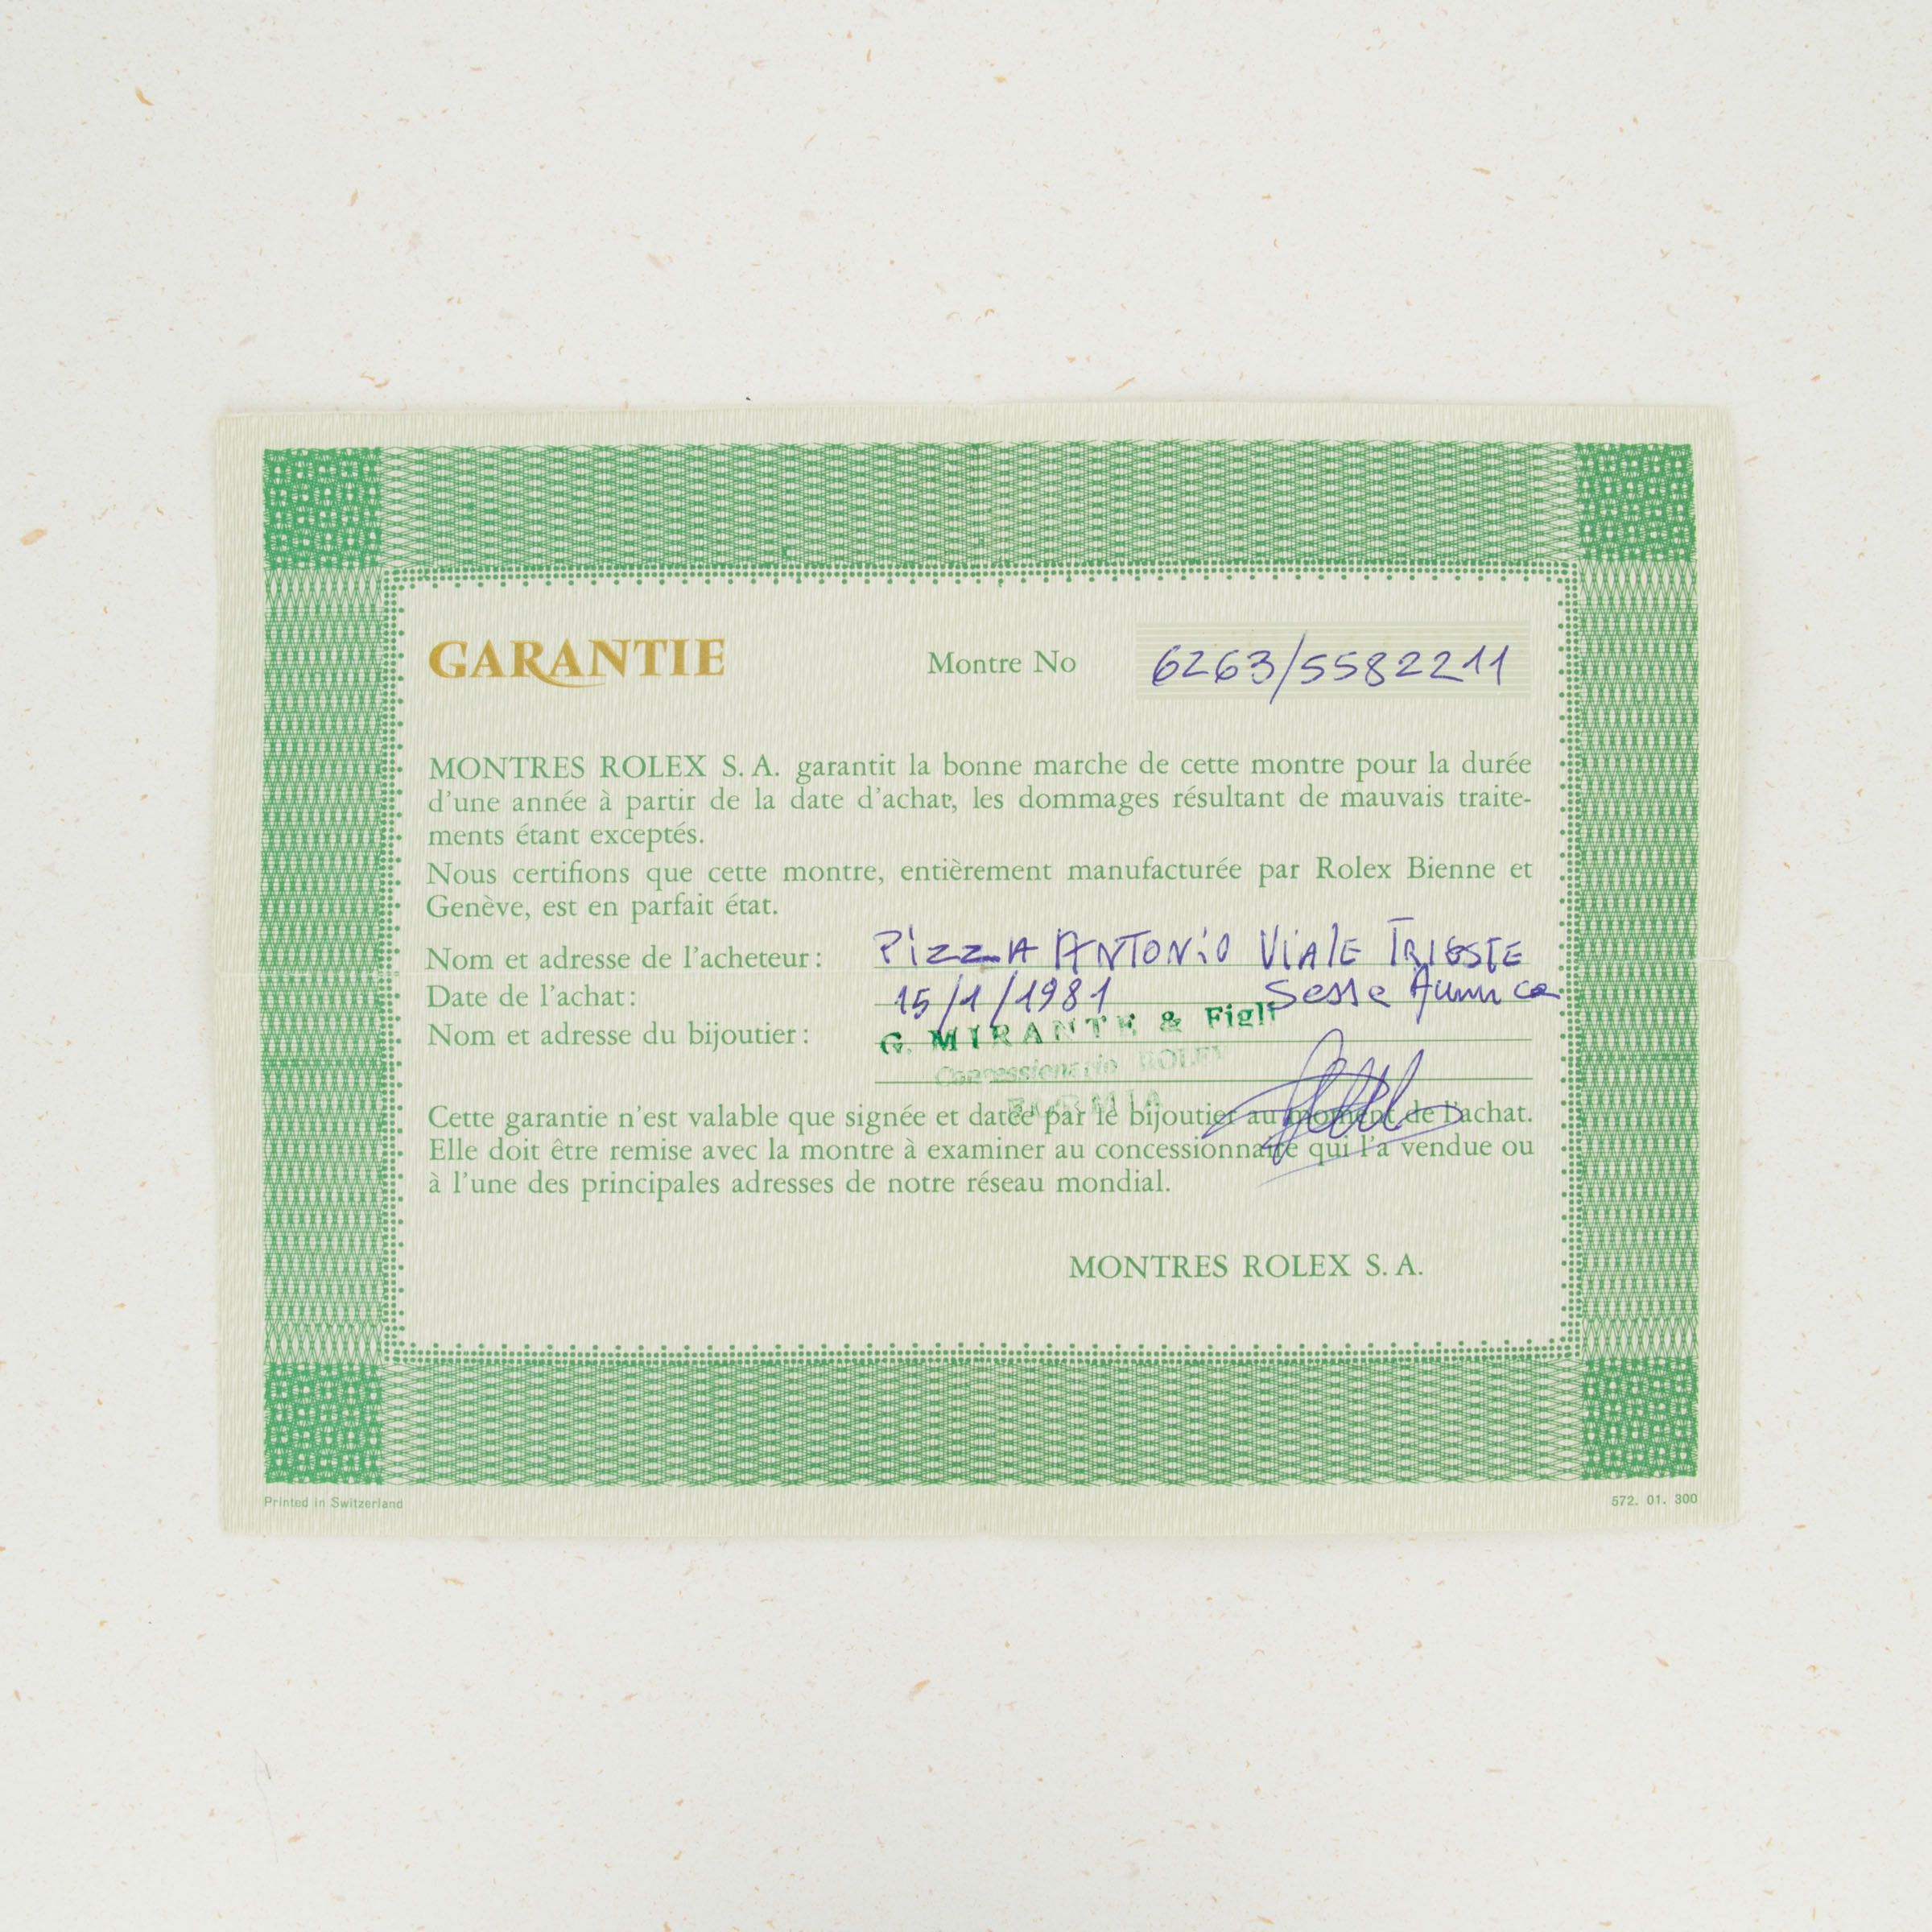 GARANTIE Montre No 6263/5582211
MONTRES ROLEX S. A. garantit la bonne marche de cette montre pour la durée
d'une année à partir de la date d'achat, les dommages résultant de mauvais traite-
ments étant exceptés.
Nous certifions que cette montre, entièrement manufacturée par Rolex Bienne et
Genève, est en parfait état.
Nom et adresse de l'acheteur: PizzA ANTONiO ViAlE TRIESTE
Date de l'achat: 15/1/1981 Sessa
Nom et adresse du bijoutier: G. MIRANTE & Figli
Concessionario ROLEX
Cette garantie n'est valable que signée et datée par le bijoutier au moment de l'achat.
Elle doit être remise avec la montre à examiner au concessionnaire qui l'a vendue ou
à l'une des principales adresses de notre réseau mondial.
MONTRES ROLEX S. A.
Printed in Switzerland 572. 01. 300